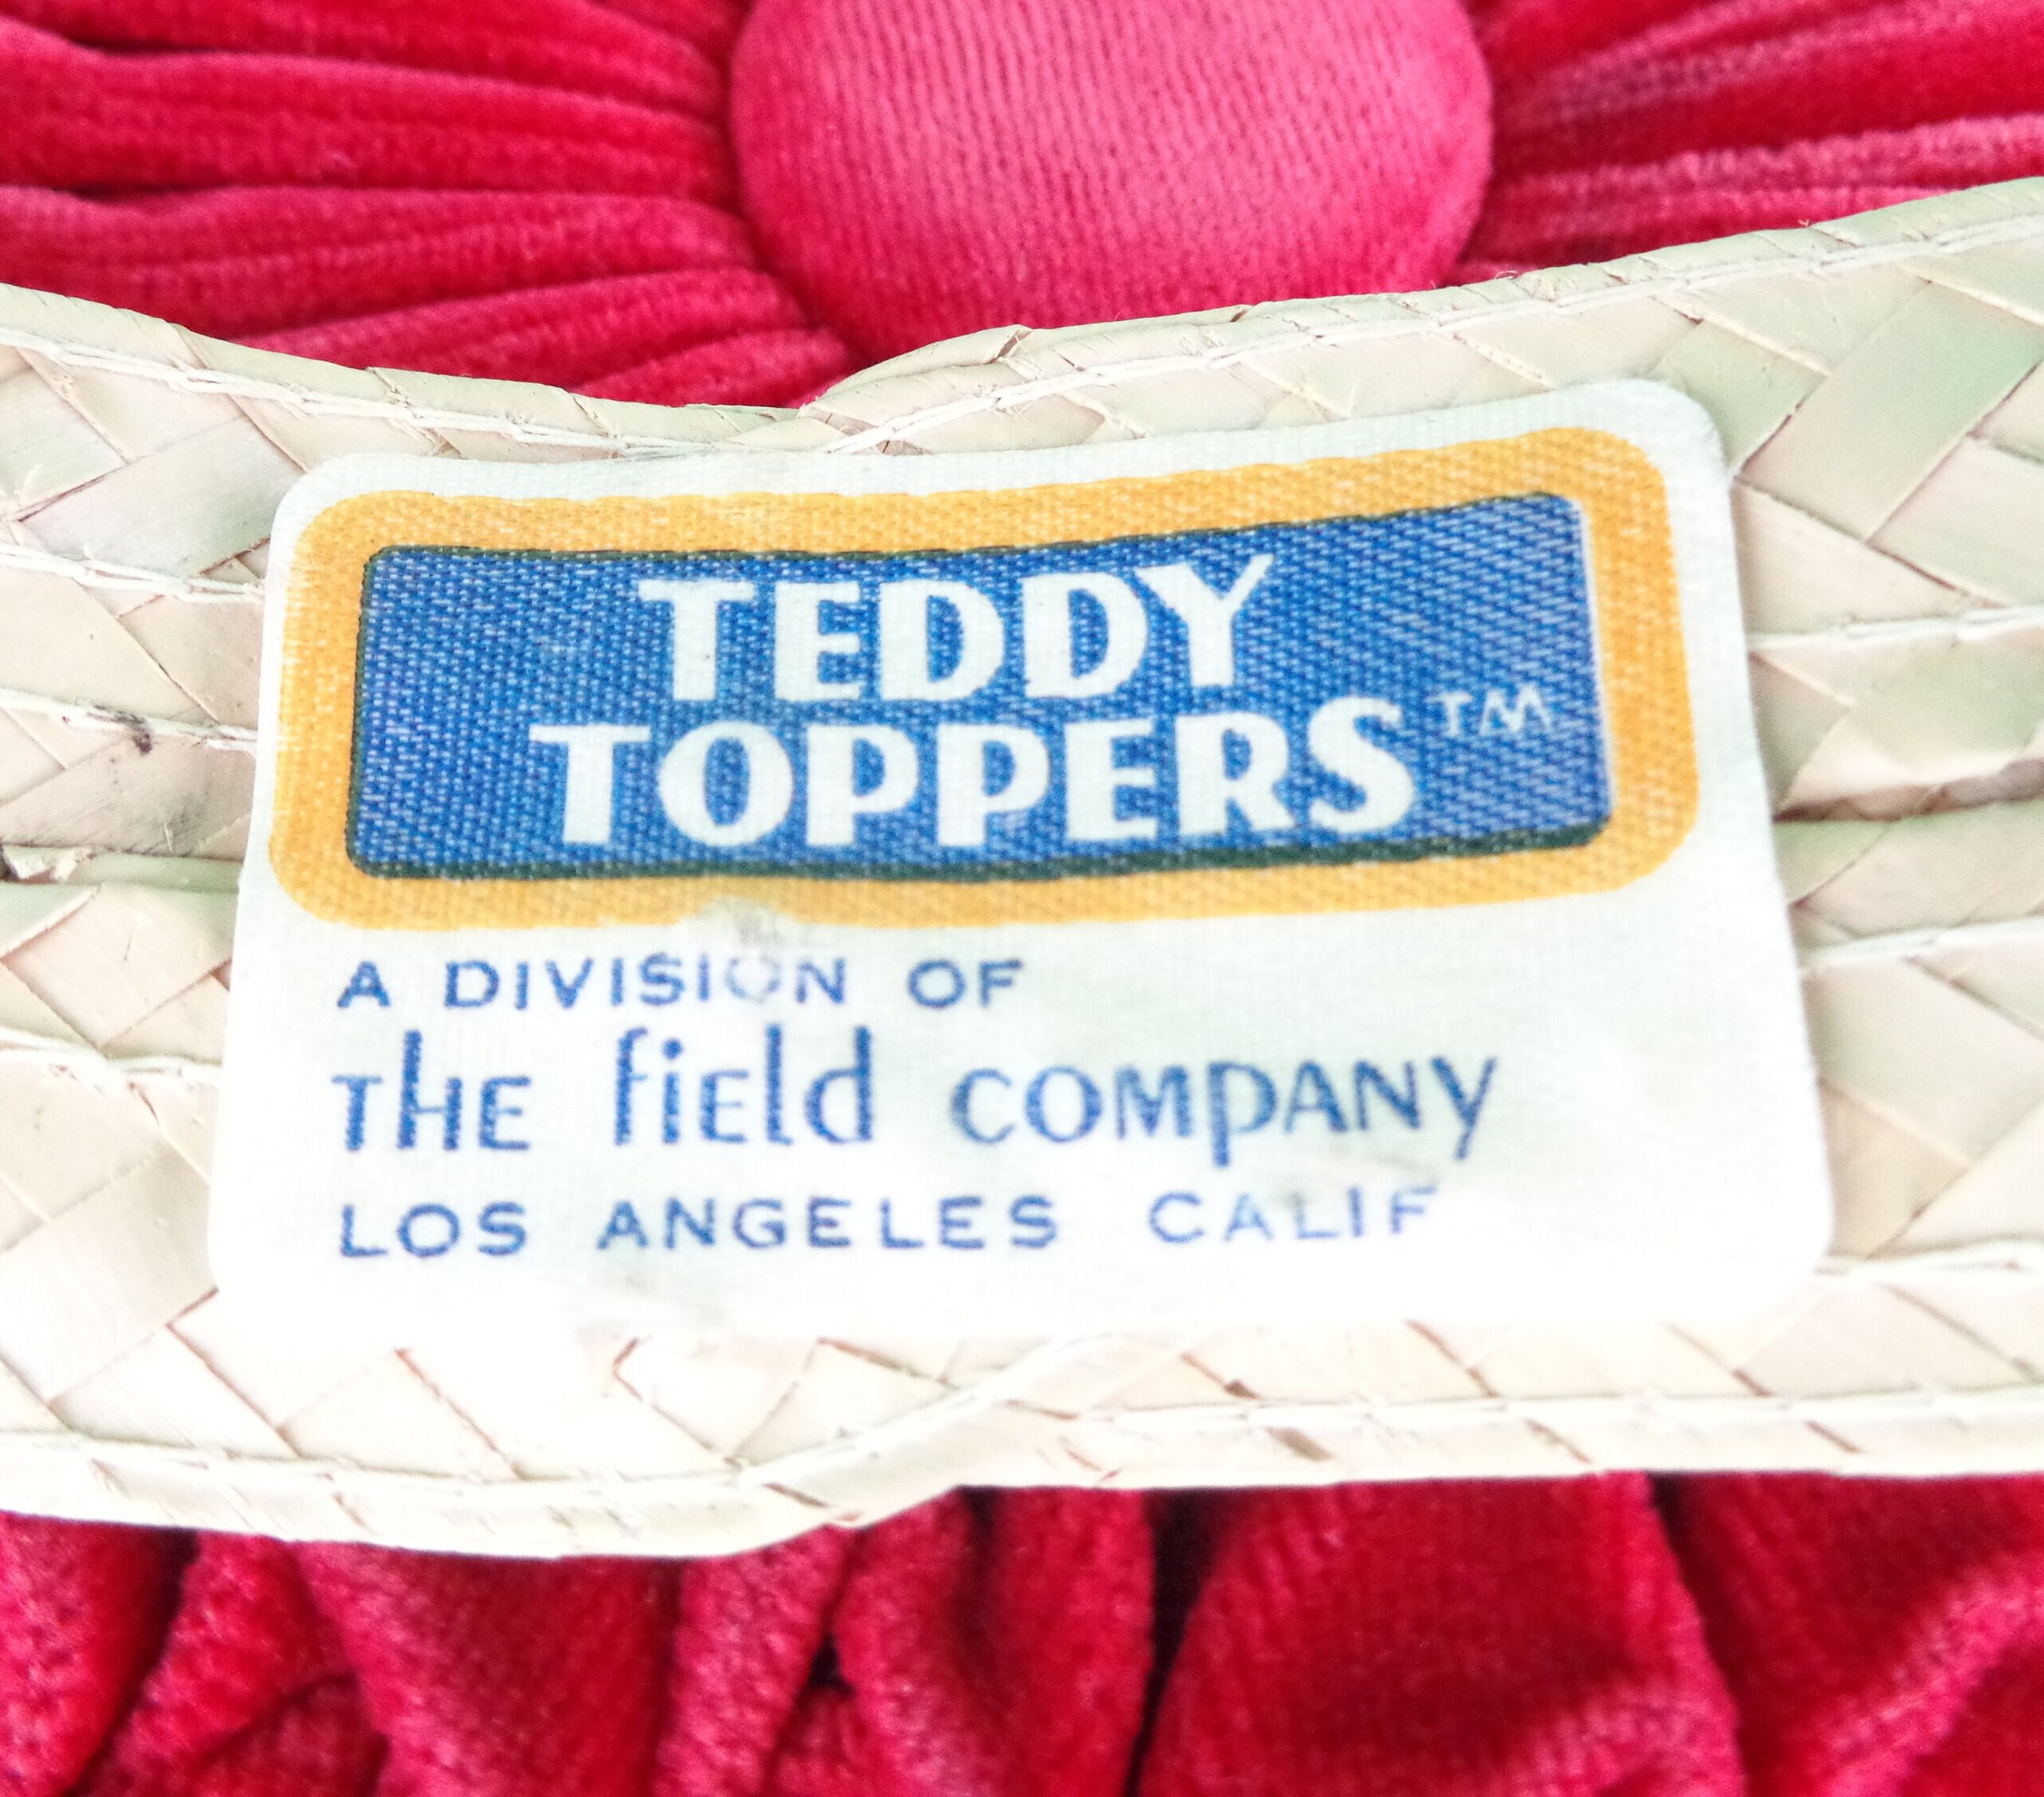 TEDDY
TOPPERS™
A DIVISION OF
THE field COMPANY
LOS ANGELES CALIF